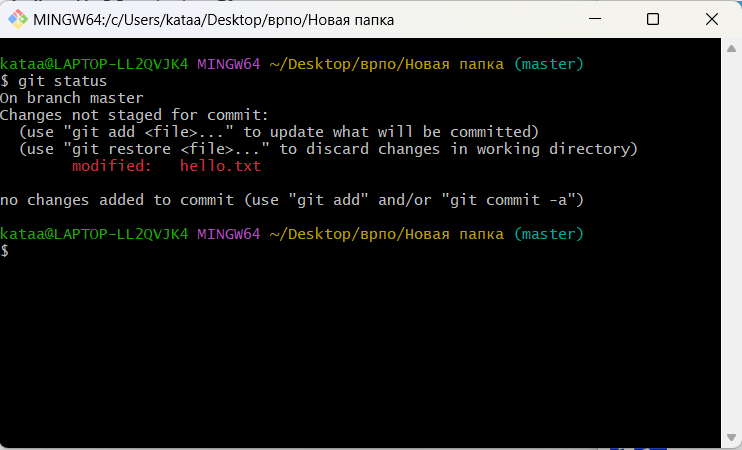 MINGW64:/c/Users/kataa/Desktop/врпо/Новая папка
kataa@LAPTOP-LL2QVJK4 MINGW64 ~/Desktop/врпо/Новая папка (master)
$ git status
On branch master
Changes not staged for commit:
  (use "git add <file>..." to update what will be committed)
  (use "git restore <file>..." to discard changes in working directory)
        modified:   hello.txt
no changes added to commit (use "git add" and/or "git commit -a")
kataa@LAPTOP-LL2QVJK4 MINGW64 ~/Desktop/врпо/Новая папка (master)
$